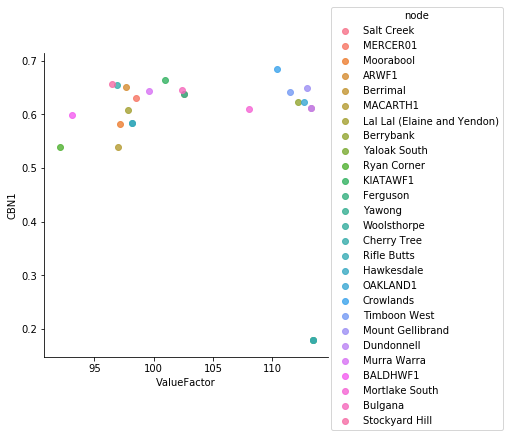 node
Salt Creek
MERCER01
Moorabool
ARWF1
Berrimal
MACARTH1
Lal Lal (Elaine and Yendon)
Berrybank
Yaloak South
Ryan Corner
KIATAWF1
Ferguson
Yawong
Woolsthorpe
Cherry Tree
Rifle Butts
Hawkesdale
OAKLAND1
Crowlands
Timboon West
Mount Gellibrand
Dundonnell
Murra Warra
BALDHWF1
Mortlake South
Bulgana
Stockyard Hill
0.7
0.6
0.5
0.4
0.3
0.2
CBN1
95 100 105 110
ValueFactor